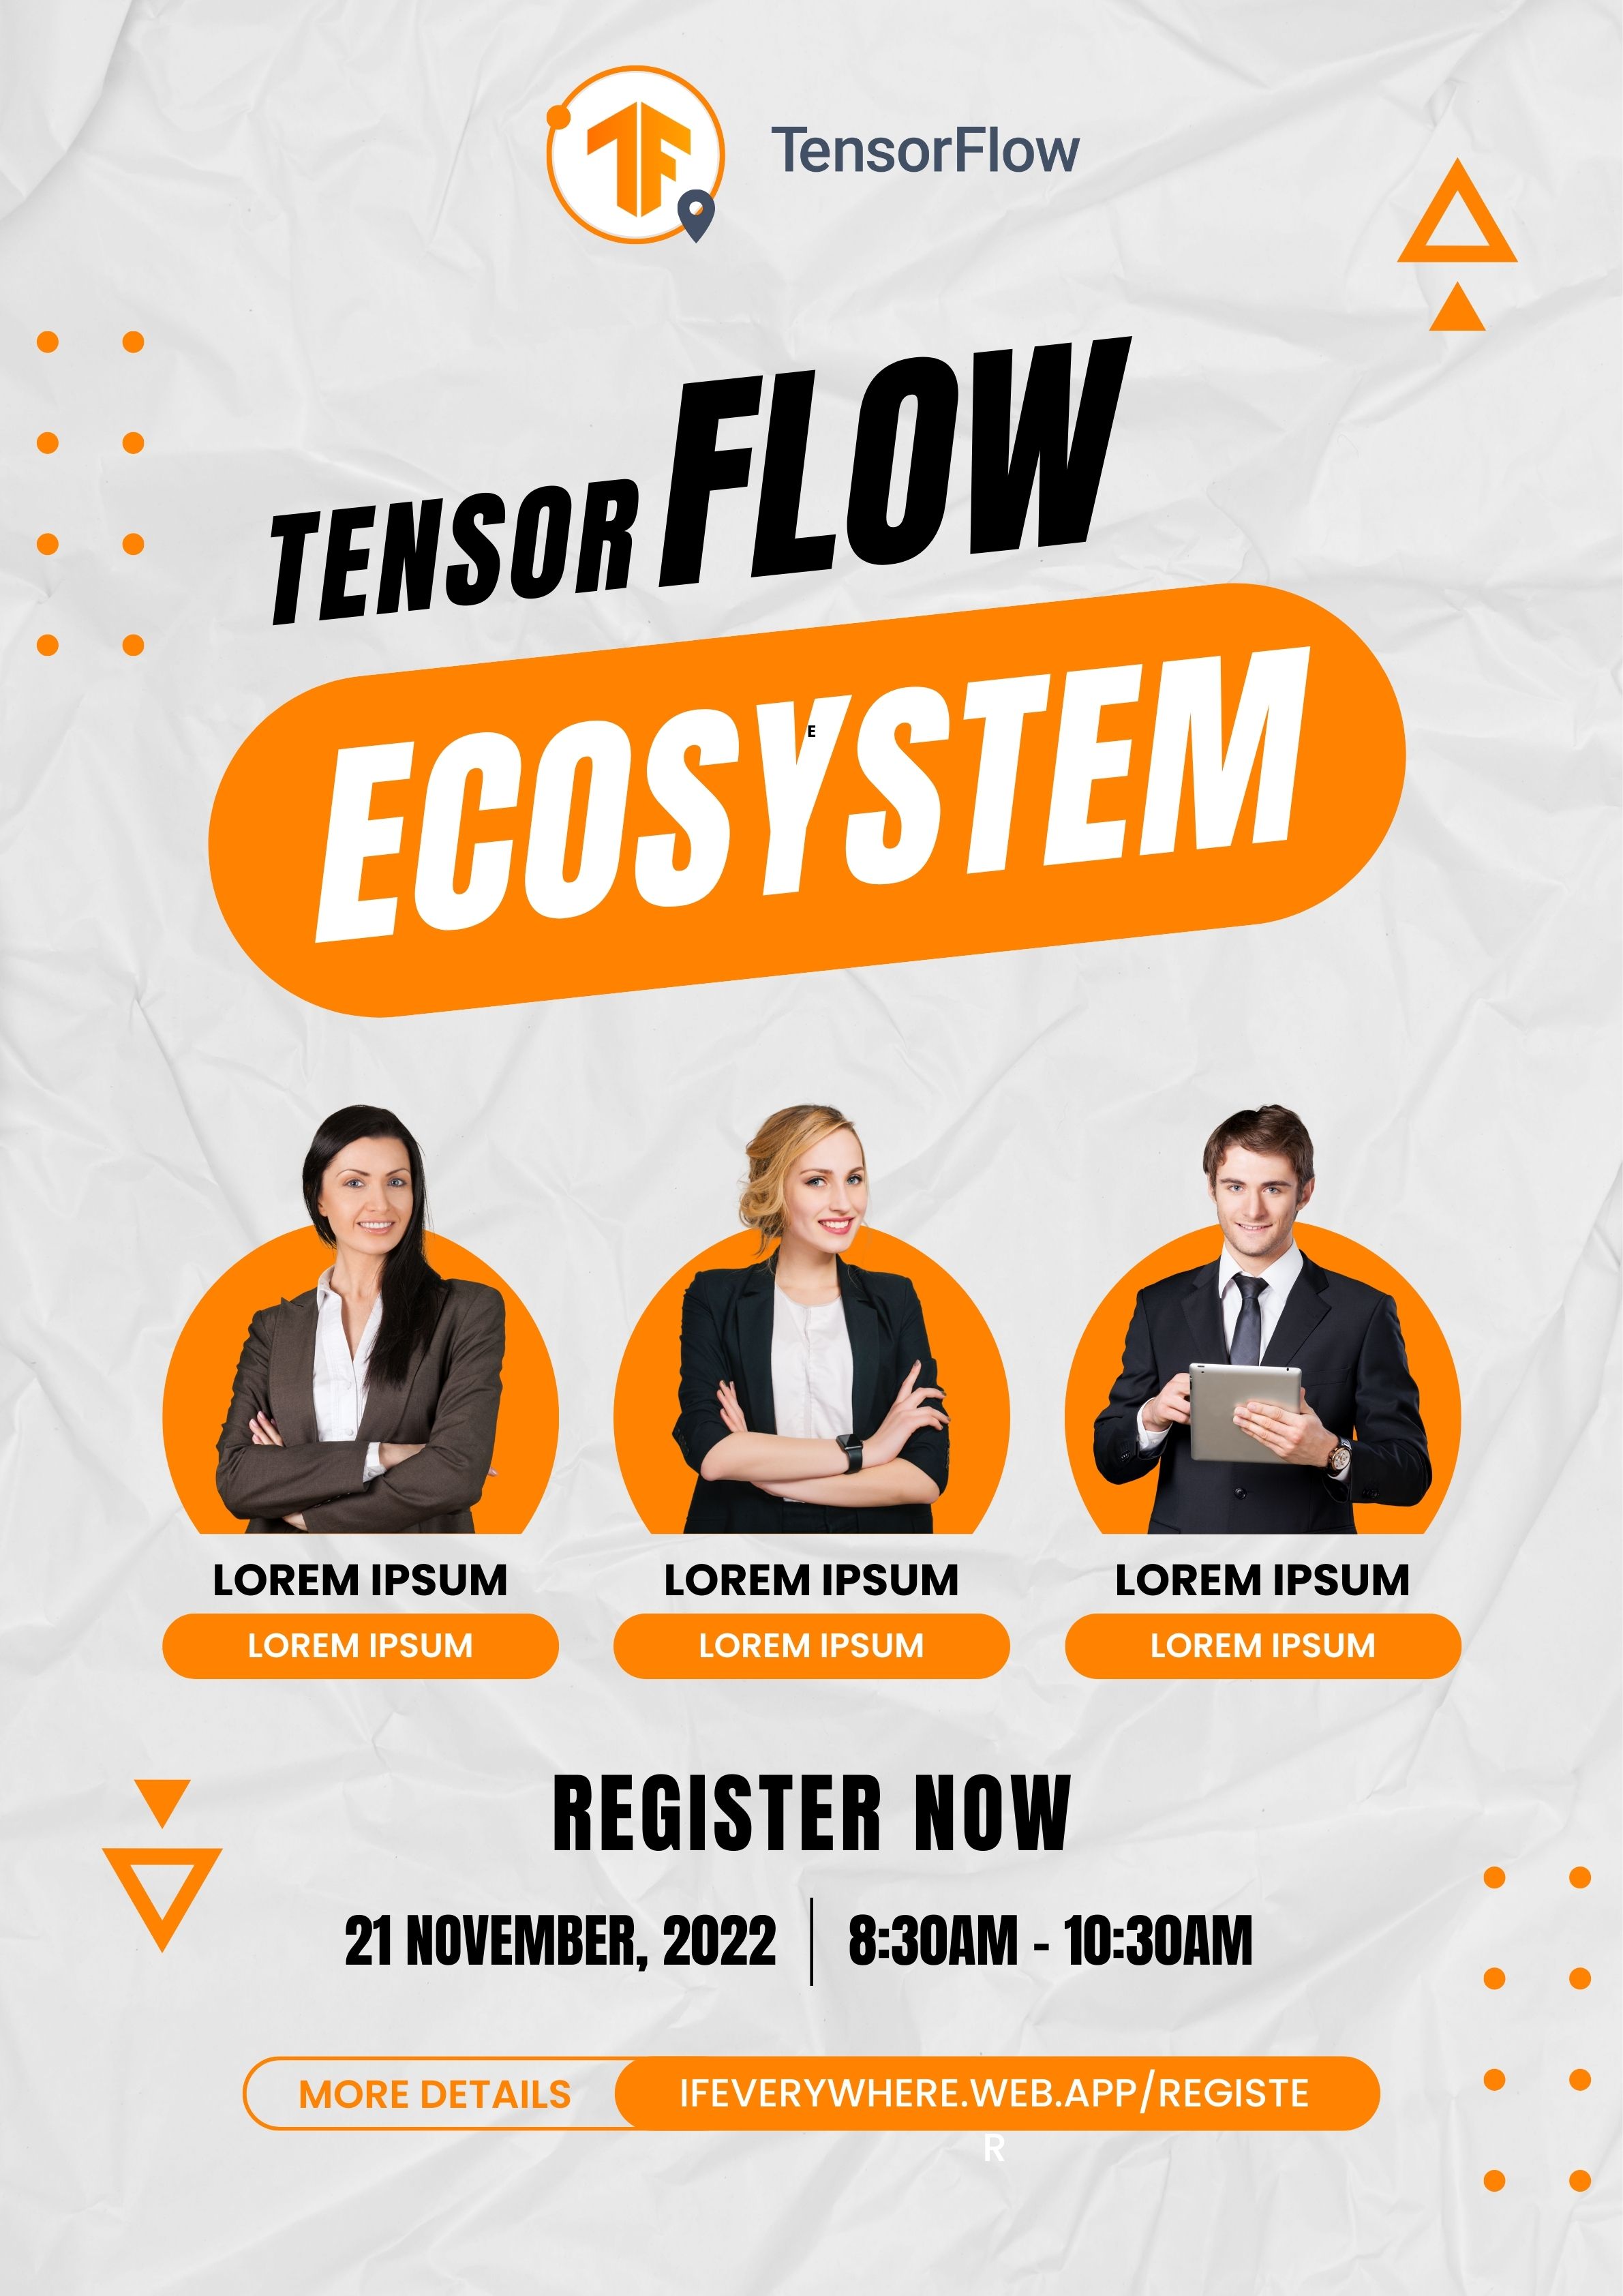 TF
TensorFlow
TENSOR FLOW
ECOSYSTEM
E
LOREM IPSUM
LOREM IPSUM
LOREM IPSUM
LOREM IPSUM
LOREM IPSUM
LOREM IPSUM
REGISTER NOW
21 NOVEMBER, 2022
8:30AM - 10:30AM
MORE DETAILS
IFEVERYWHERE.WEB.APP/REGISTE
R